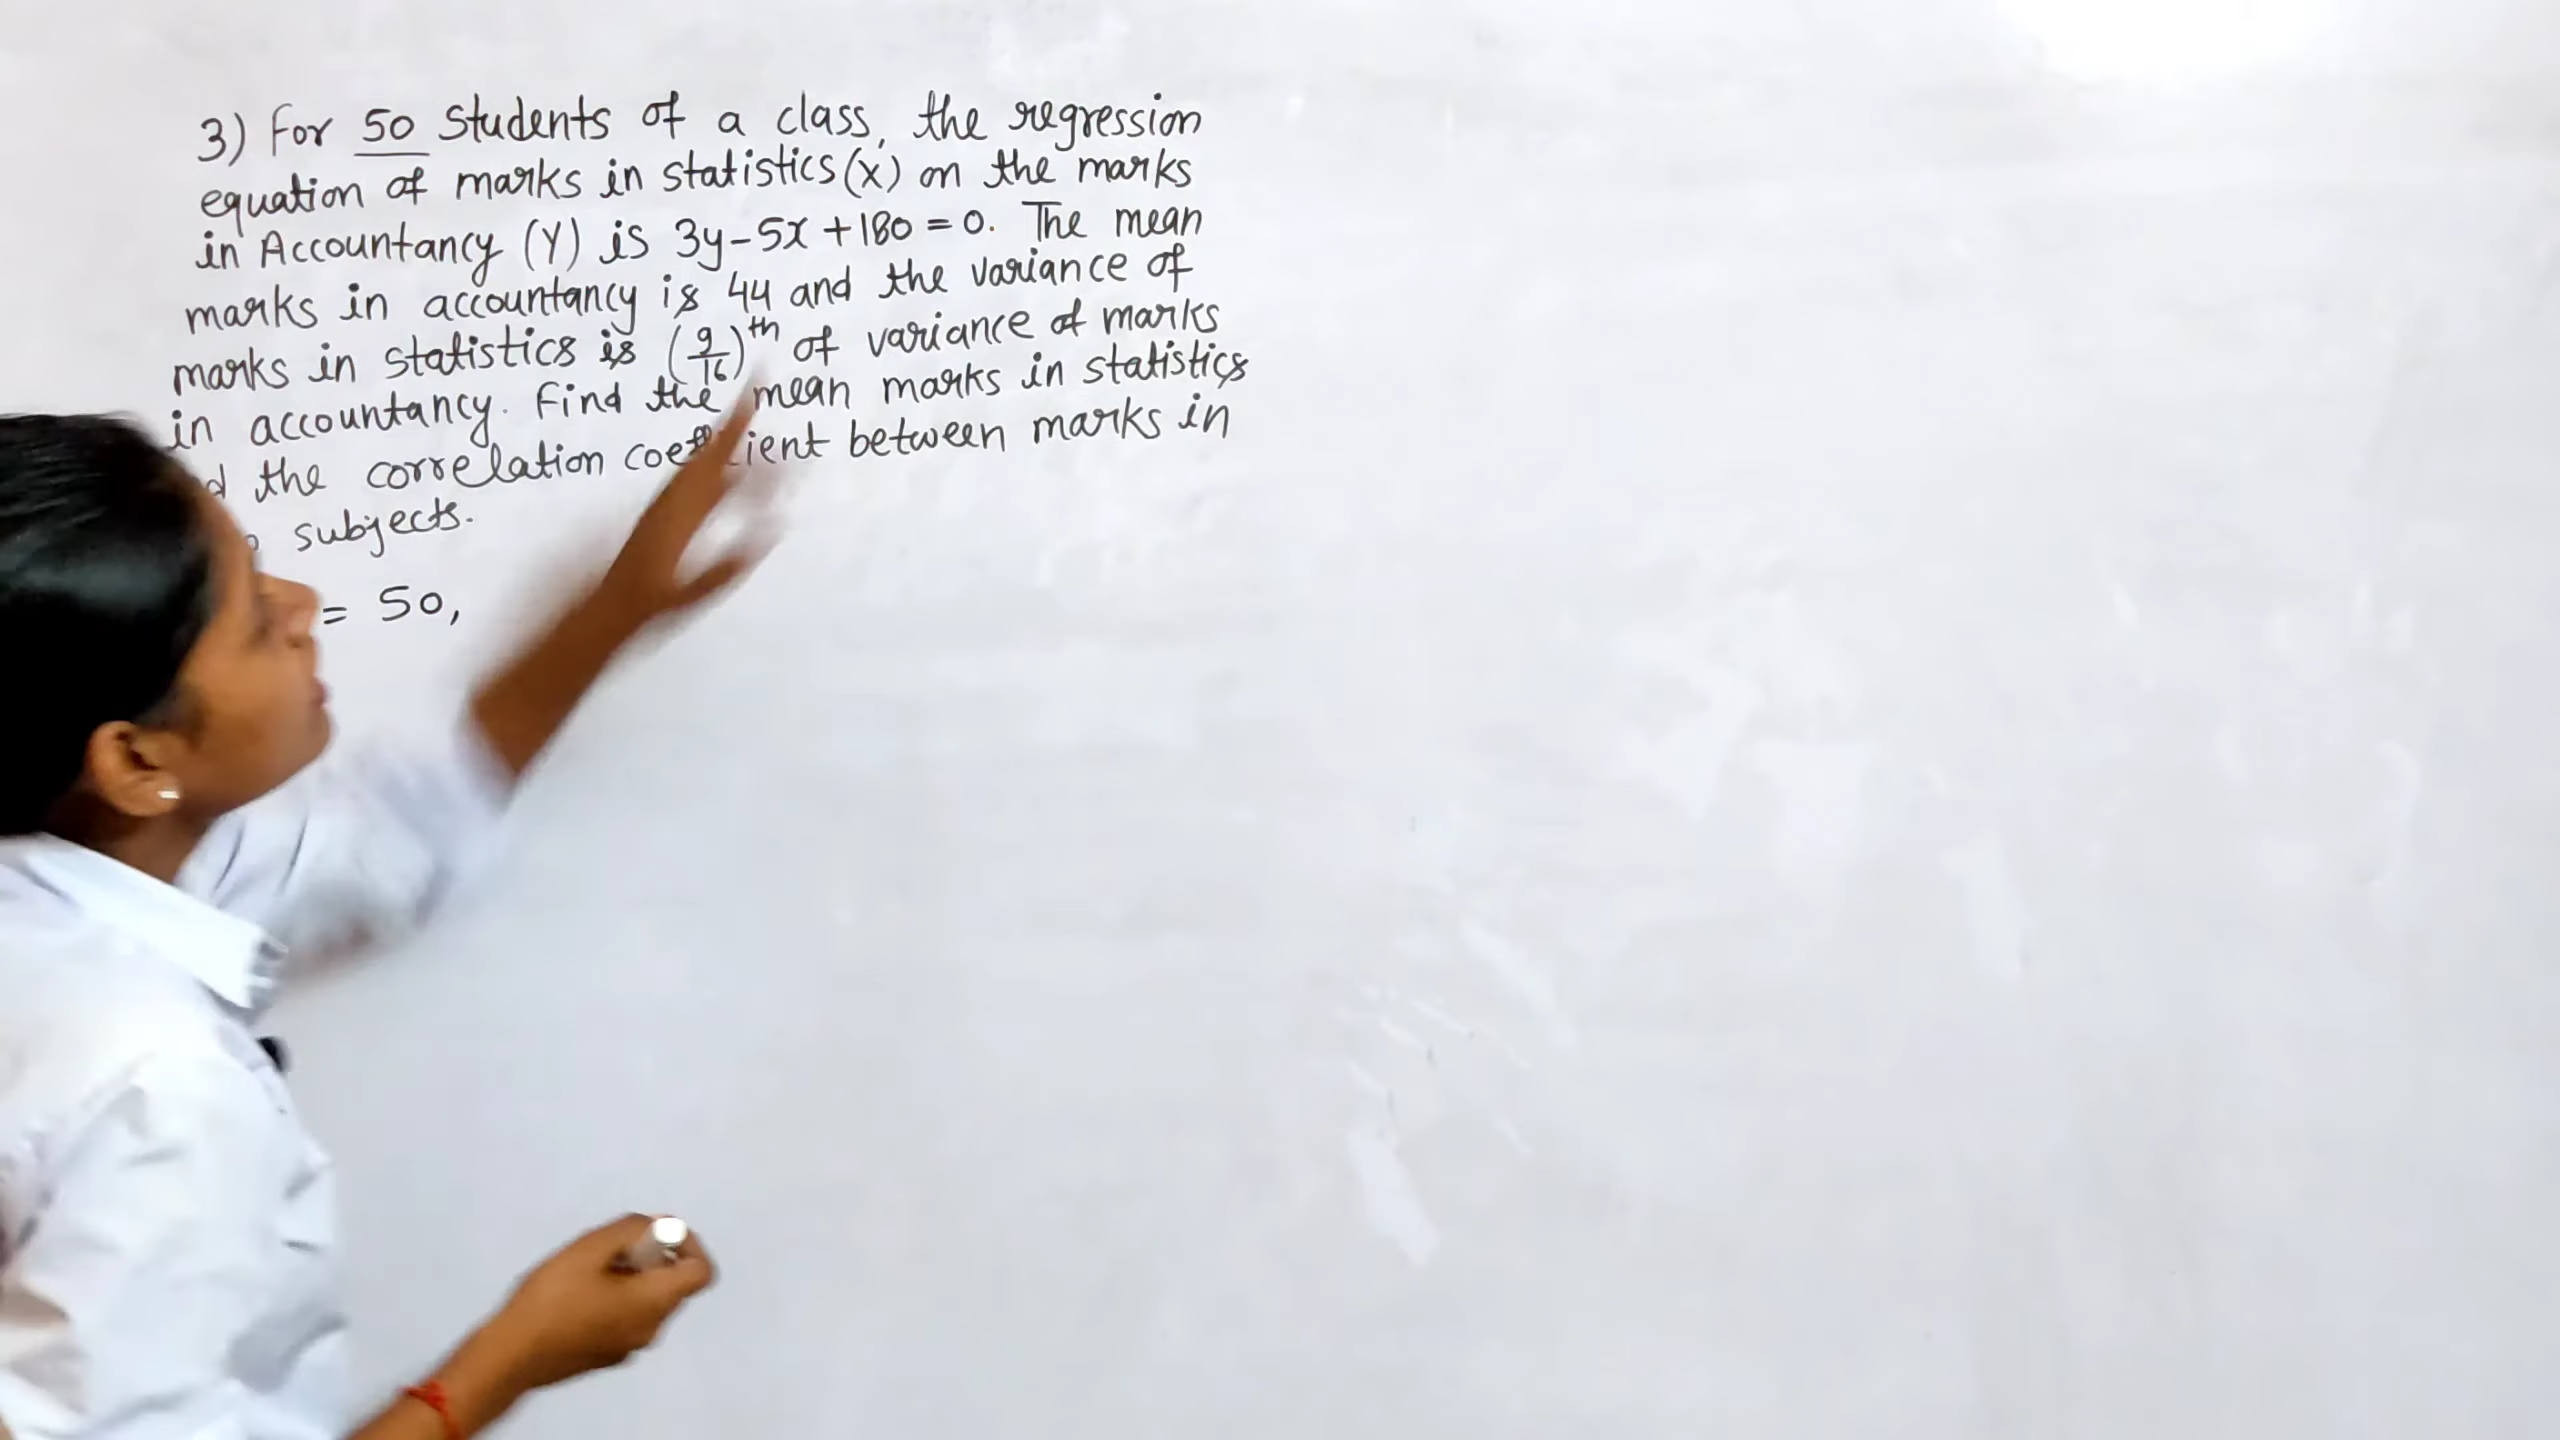 3) For 50 students of a class, the regression
equation of marks in statistics (x) on the marks
in Accountancy (Y) is 3y-5x+180=0. The mean
marks in accountancy is 44 and the variance of
marks in statistics is (9/16)th of variance of marks
in accountancy. Find the mean marks in statistics
the correlation coefficient between marks in
subjects.
= 50,